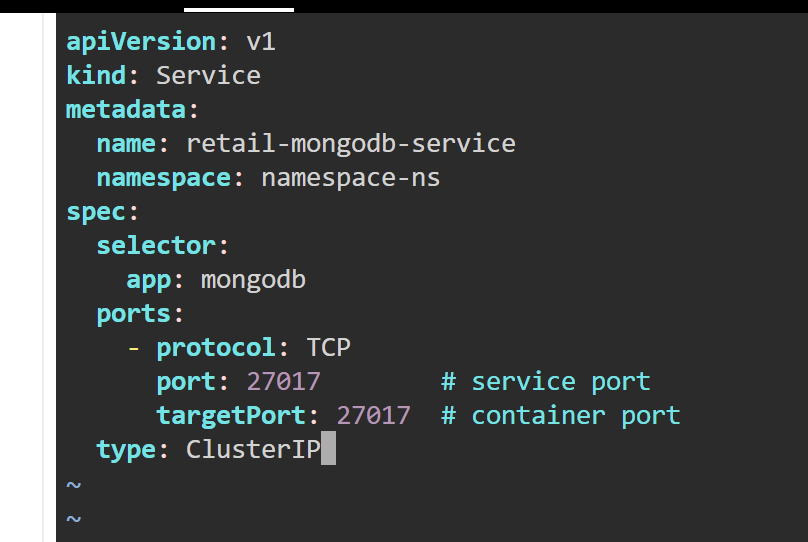 apiVersion: v1
kind: Service
metadata:
  name: retail-mongodb-service
  namespace: namespace-ns
spec:
  selector:
    app: mongodb
  ports:
    - protocol: TCP
      port: 27017        # service port
      targetPort: 27017  # container port
  type: ClusterIP
~
~